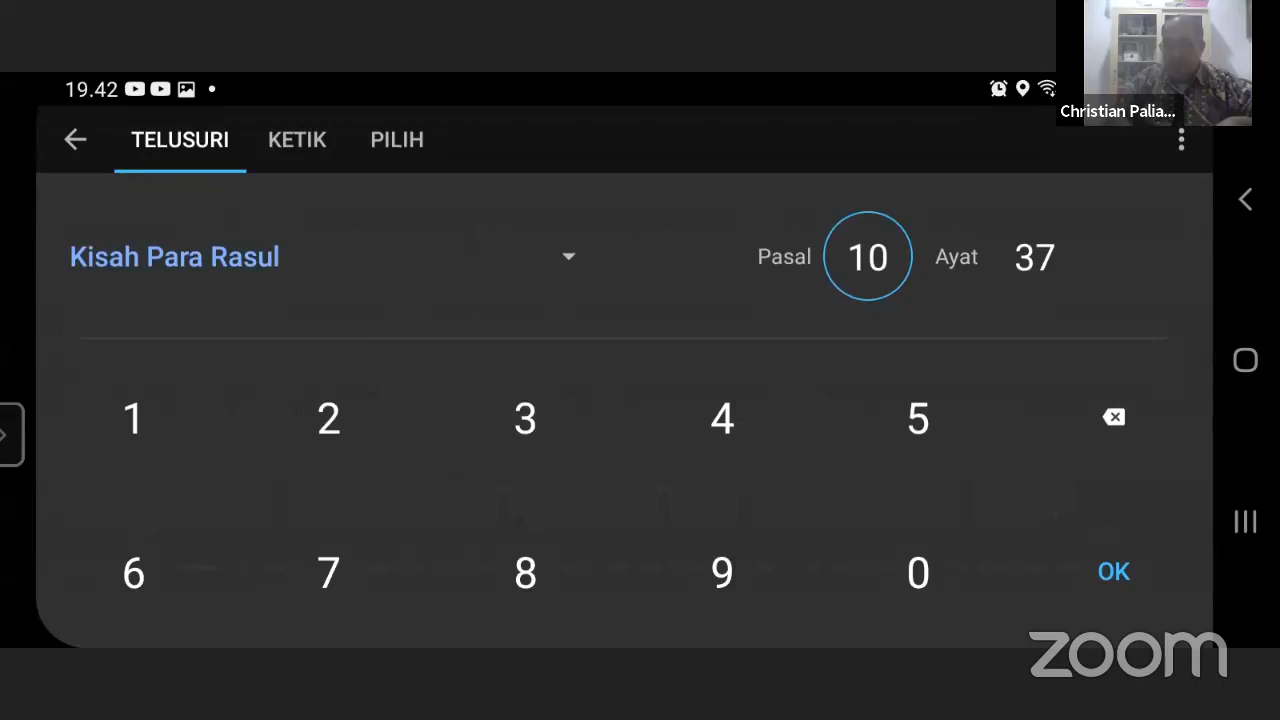 19.42
Christian Palia...
TELUSURI KETIK PILIH
Kisah Para Rasul Pasal 10 Ayat 37
1 2 3 4 5
6 7 8 9 0 OK
zoom